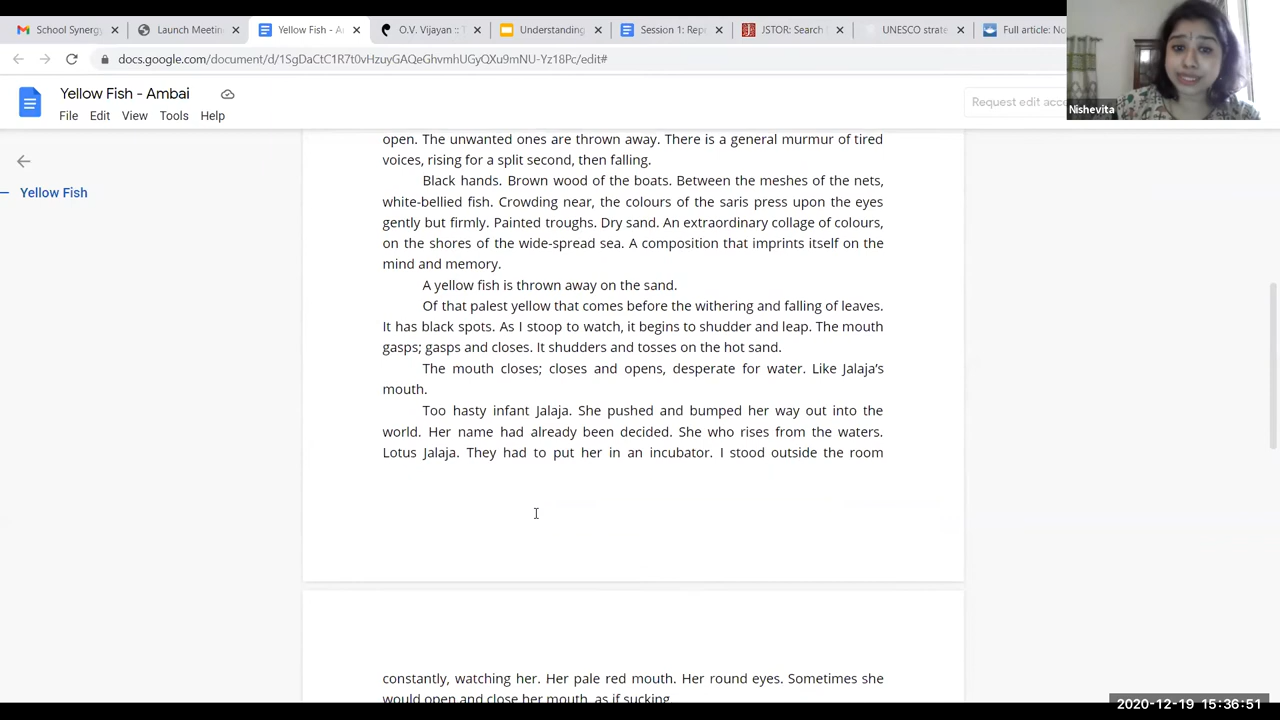 School Synergy
Launch Meetin
Yellow Fish - A
O.V. Vijayan :: T
Understanding
Session 1: Rep
JSTOR: Search
UNESCO strate
Full article: No
docs.google.com/document/d/1SgDaCtC1R7t0vHzuyGAQeGhvmhUGyQXu9mNU-Yz18Pc/edit#
Yellow Fish - Ambai
Request edit acce
Nishevita
File Edit View Tools Help
Yellow Fish
open. The unwanted ones are thrown away. There is a general murmur of tired
voices, rising for a split second, then falling.
Black hands. Brown wood of the boats. Between the meshes of the nets,
white-bellied fish. Crowding near, the colours of the saris press upon the eyes
gently but firmly. Painted troughs. Dry sand. An extraordinary collage of colours,
on the shores of the wide-spread sea. A composition that imprints itself on the
mind and memory.
A yellow fish is thrown away on the sand.
Of that palest yellow that comes before the withering and falling of leaves.
It has black spots. As I stoop to watch, it begins to shudder and leap. The mouth
gasps; gasps and closes. It shudders and tosses on the hot sand.
The mouth closes; closes and opens, desperate for water. Like Jalaja's
mouth.
Too hasty infant Jalaja. She pushed and bumped her way out into the
world. Her name had already been decided. She who rises from the waters.
Lotus Jalaja. They had to put her in an incubator. I stood outside the room
constantly, watching her. Her pale red mouth. Her round eyes. Sometimes she
would open and close her mouth, as if sucking.
2020-12-19 15:36:51